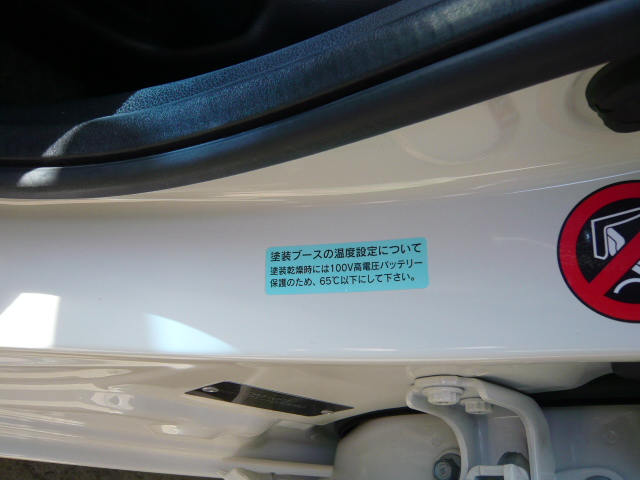 塗装ブースの温度設定について
塗装乾燥時には100V高電圧バッテリー
保護のため、65℃以下にして下さい。